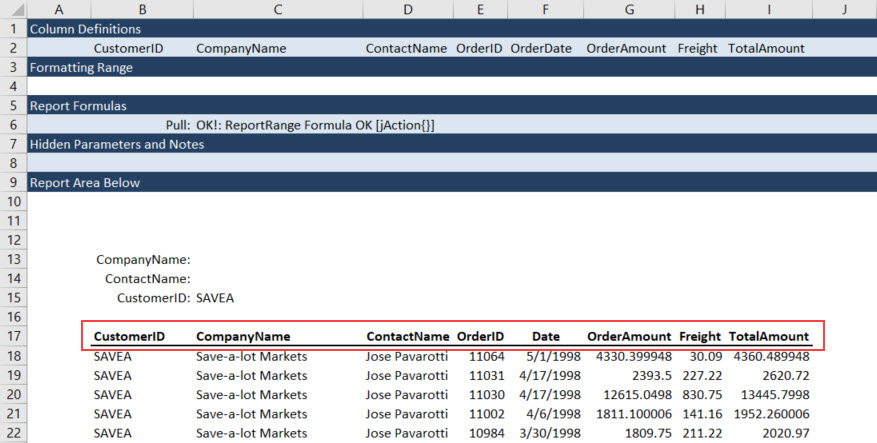 A B C D E F G H I J
1 Column Definitions
2 CustomerID CompanyName ContactName OrderID OrderDate OrderAmount Freight TotalAmount
3 Formatting Range
4
5 Report Formulas
6 Pull: OK!: ReportRange Formula OK [jAction{}]
7 Hidden Parameters and Notes
8
9 Report Area Below
10
11
12
13 CompanyName:
14 ContactName:
15 CustomerID: SAVEA
16
17 CustomerID CompanyName ContactName OrderID Date OrderAmount Freight TotalAmount
18 SAVEA Save-a-lot Markets Jose Pavarotti 11064 5/1/1998 4330.399948 30.09 4360.489948
19 SAVEA Save-a-lot Markets Jose Pavarotti 11031 4/17/1998 2393.5 227.22 2620.72
20 SAVEA Save-a-lot Markets Jose Pavarotti 11030 4/17/1998 12615.0498 830.75 13445.7998
21 SAVEA Save-a-lot Markets Jose Pavarotti 11002 4/6/1998 1811.100006 141.16 1952.260006
22 SAVEA Save-a-lot Markets Jose Pavarotti 10984 3/30/1998 1809.75 211.22 2020.97